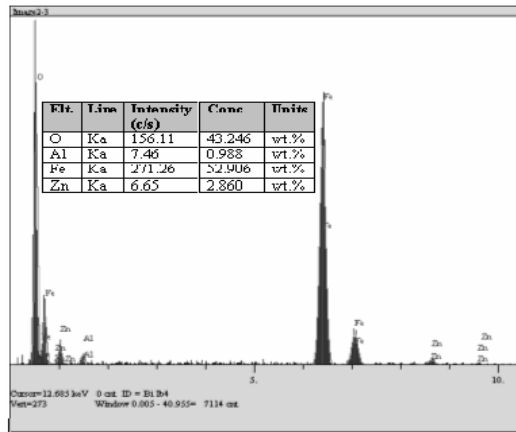 Image2-3
O
Fe
Elt. Line Intensity (c/s) Conc Units
O Ka 156.11 43.246 wt.%
Al Ka 7.46 0.988 wt.%
Fe Ka 271.26 52.906 wt.%
Zn Ka 6.65 2.860 wt.%
Fe
Fe
Zn
Al
Fe
Zn
Zn
Zn
Zn
Al
Zn
Zn
5. 10.
Cursor=12.685 keV 0 cnt ID =
Vert=273 Window 0.005 - 40.955= 7114 cnt